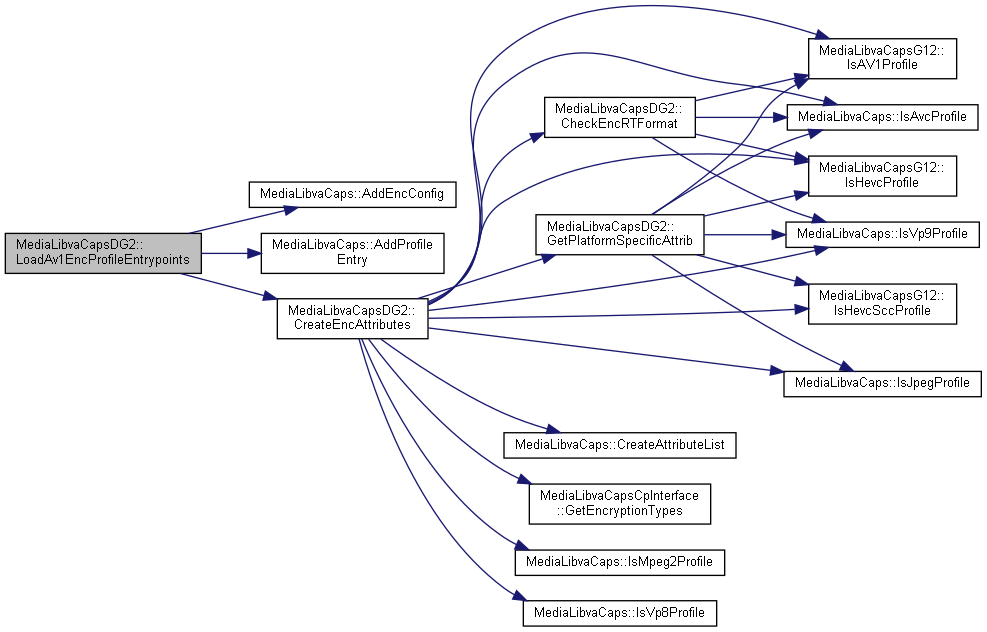 MediaLibvaCapsDG2::
LoadAv1EncProfileEntrypoints
MediaLibvaCaps::AddEncConfig
MediaLibvaCaps::AddProfile
Entry
MediaLibvaCapsDG2::
CreateEncAttributes
MediaLibvaCapsDG2::
CheckEncRTFormat
MediaLibvaCapsDG2::
GetPlatformSpecificAttrib
MediaLibvaCapsG12::
IsAV1Profile
MediaLibvaCaps::IsAvcProfile
MediaLibvaCapsG12::
IsHevcProfile
MediaLibvaCaps::IsVp9Profile
MediaLibvaCapsG12::
IsHevcSccProfile
MediaLibvaCaps::IsJpegProfile
MediaLibvaCaps::CreateAttributeList
MediaLibvaCapsCpInterface
::GetEncryptionTypes
MediaLibvaCaps::IsMpeg2Profile
MediaLibvaCaps::IsVp8Profile